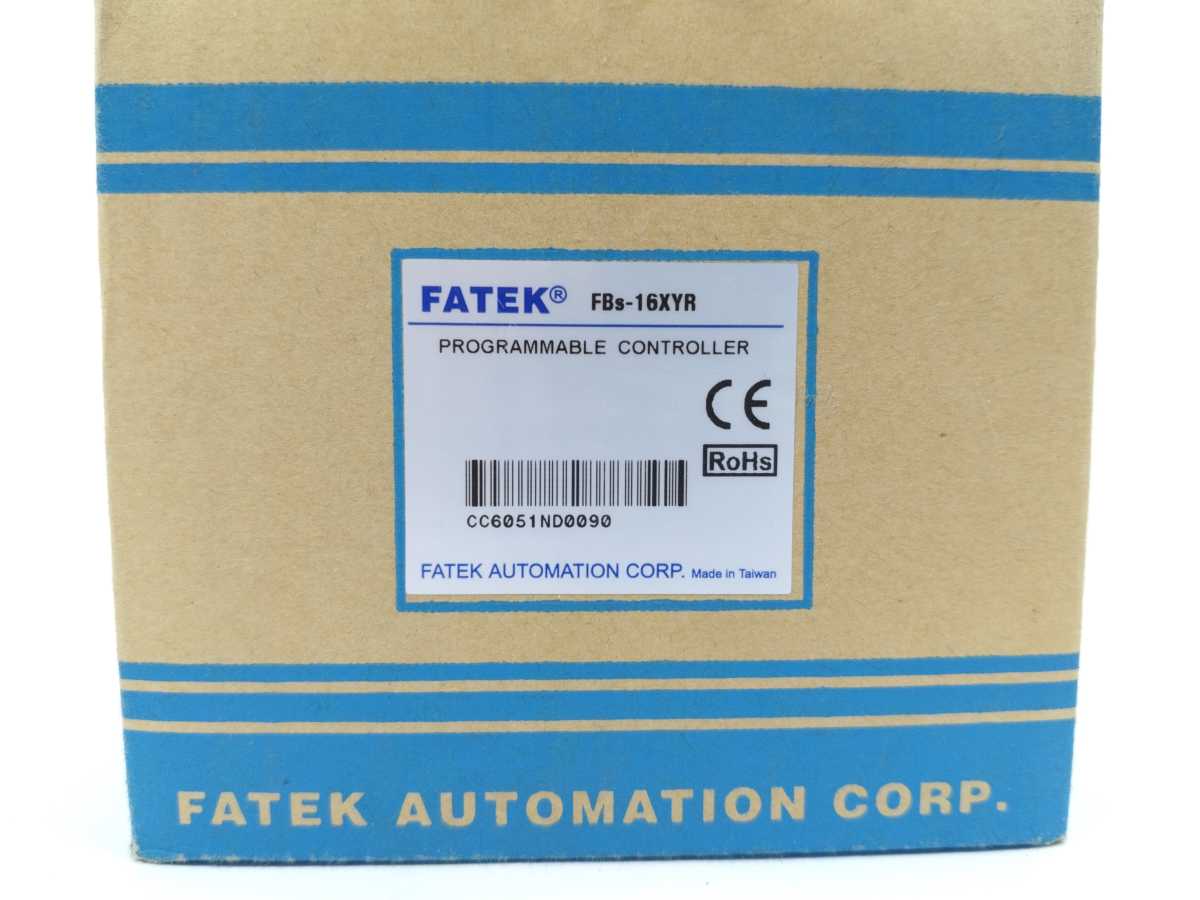 FATEK® FBs-16XYR
PROGRAMMABLE CONTROLLER
CE
RoHs
CC6051ND0090
FATEK AUTOMATION CORP. Made in Taiwan
FATEK AUTOMATION CORP.